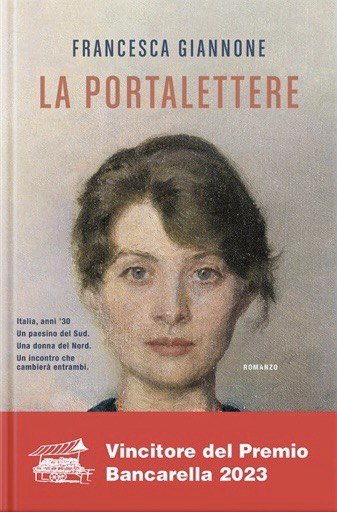 FRANCESCA GIANNONE
LA PORTALETTERE
Italia, anni '30
Un paesino del Sud.
Una donna del Nord.
Un incontro che
cambierà entrambi.
ROMANZO
Vincitore del Premio
Bancarella 2023